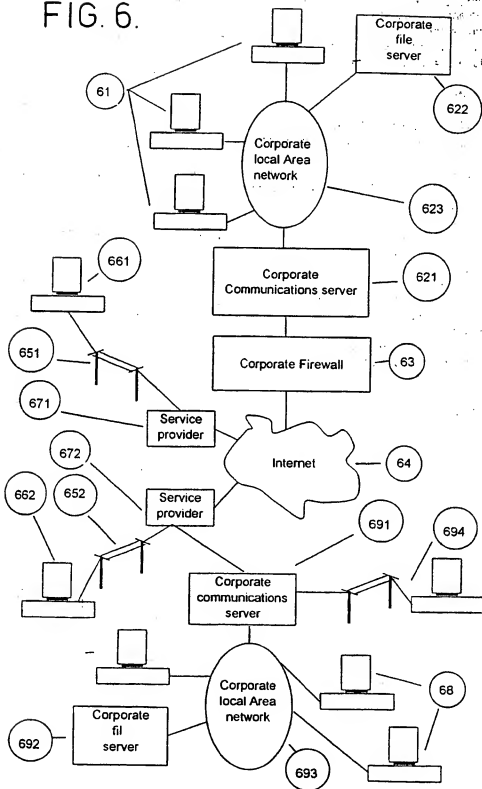 FIG. 6.
Corporate
file
server
61
622
Corporate
local Area
network
623
661
Corporate
Communications server
621
651
Corporate Firewall
63
671
Service
provider
672
Internet
64
662
652
Service
provider
691
694
Corporate
communications
server
Corporate
local Area
network
68
Corporate
fil
server
692
693